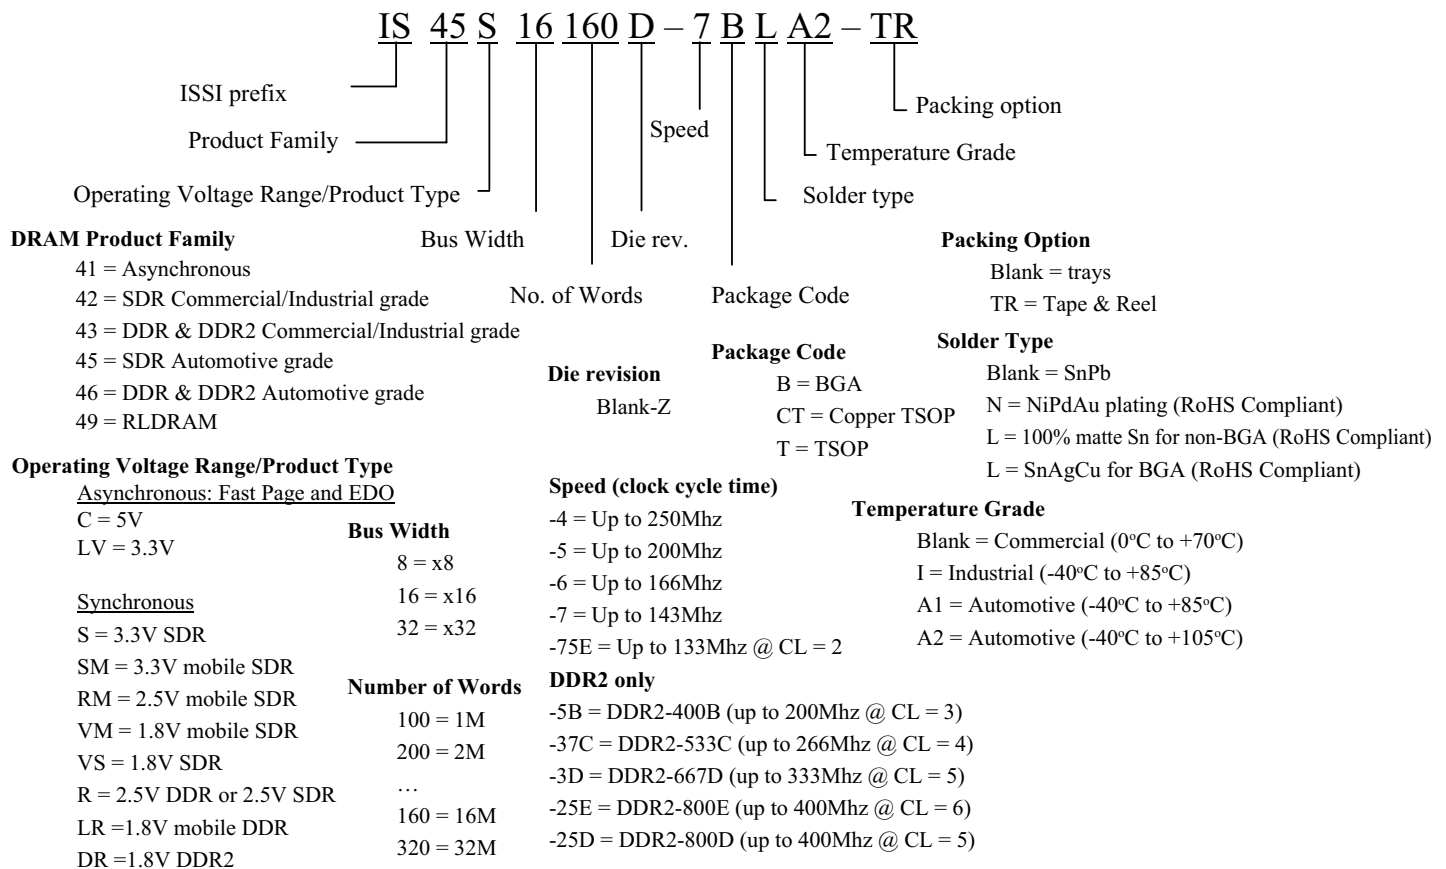 IS 45 S 16 160 D – 7 B L A2 – TR
ISSI prefix
Product Family
Operating Voltage Range/Product Type
Bus Width
No. of Words
Die rev.
Speed
Package Code
Solder type
Temperature Grade
Packing option
DRAM Product Family
41 = Asynchronous
42 = SDR Commercial/Industrial grade
43 = DDR & DDR2 Commercial/Industrial grade
45 = SDR Automotive grade
46 = DDR & DDR2 Automotive grade
49 = RLDRAM
Operating Voltage Range/Product Type
Asynchronous: Fast Page and EDO
C = 5V
LV = 3.3V
Synchronous
S = 3.3V SDR
SM = 3.3V mobile SDR
RM = 2.5V mobile SDR
VM = 1.8V mobile SDR
VS = 1.8V SDR
R = 2.5V DDR or 2.5V SDR
LR =1.8V mobile DDR
DR =1.8V DDR2
Bus Width
8 = x8
16 = x16
32 = x32
Number of Words
100 = 1M
200 = 2M
…
160 = 16M
320 = 32M
Die revision
Blank-Z
Package Code
B = BGA
CT = Copper TSOP
T = TSOP
Speed (clock cycle time)
-4 = Up to 250Mhz
-5 = Up to 200Mhz
-6 = Up to 166Mhz
-7 = Up to 143Mhz
-75E = Up to 133Mhz @ CL = 2
DDR2 only
-5B = DDR2-400B (up to 200Mhz @ CL = 3)
-37C = DDR2-533C (up to 266Mhz @ CL = 4)
-3D = DDR2-667D (up to 333Mhz @ CL = 5)
-25E = DDR2-800E (up to 400Mhz @ CL = 6)
-25D = DDR2-800D (up to 400Mhz @ CL = 5)
Packing Option
Blank = trays
TR = Tape & Reel
Solder Type
Blank = SnPb
N = NiPdAu plating (RoHS Compliant)
L = 100% matte Sn for non-BGA (RoHS Compliant)
L = SnAgCu for BGA (RoHS Compliant)
Temperature Grade
Blank = Commercial (0°C to +70°C)
I = Industrial (-40°C to +85°C)
A1 = Automotive (-40°C to +85°C)
A2 = Automotive (-40°C to +105°C)